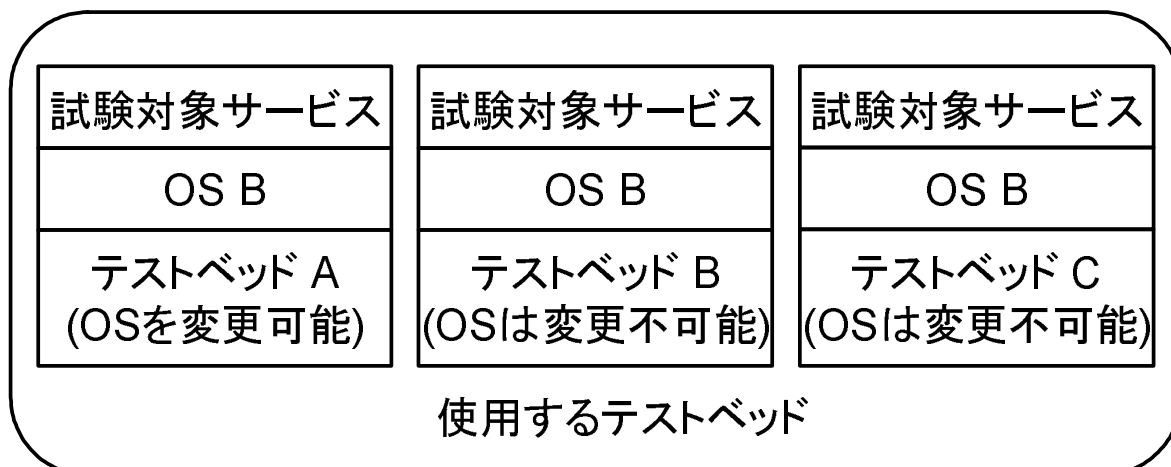 試験対象サービス
OS B
テストベッド A
(OSを変更可能)
試験対象サービス
OS B
テストベッド B
(OSは変更不可能)
試験対象サービス
OS B
テストベッド C
(OSは変更不可能)
使用するテストベッド